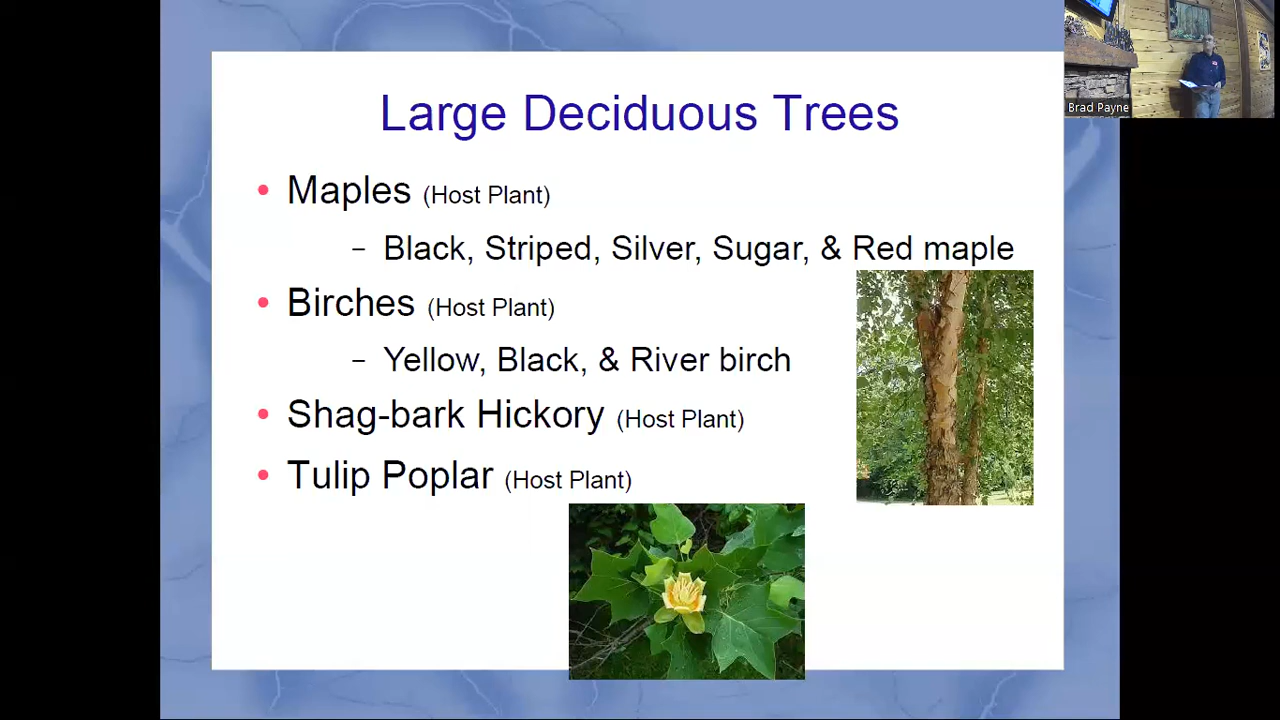 Large Deciduous Trees
• Maples (Host Plant)
– Black, Striped, Silver, Sugar, & Red maple
• Birches (Host Plant)
– Yellow, Black, & River birch
• Shag-bark Hickory (Host Plant)
• Tulip Poplar (Host Plant)
Brad Payne